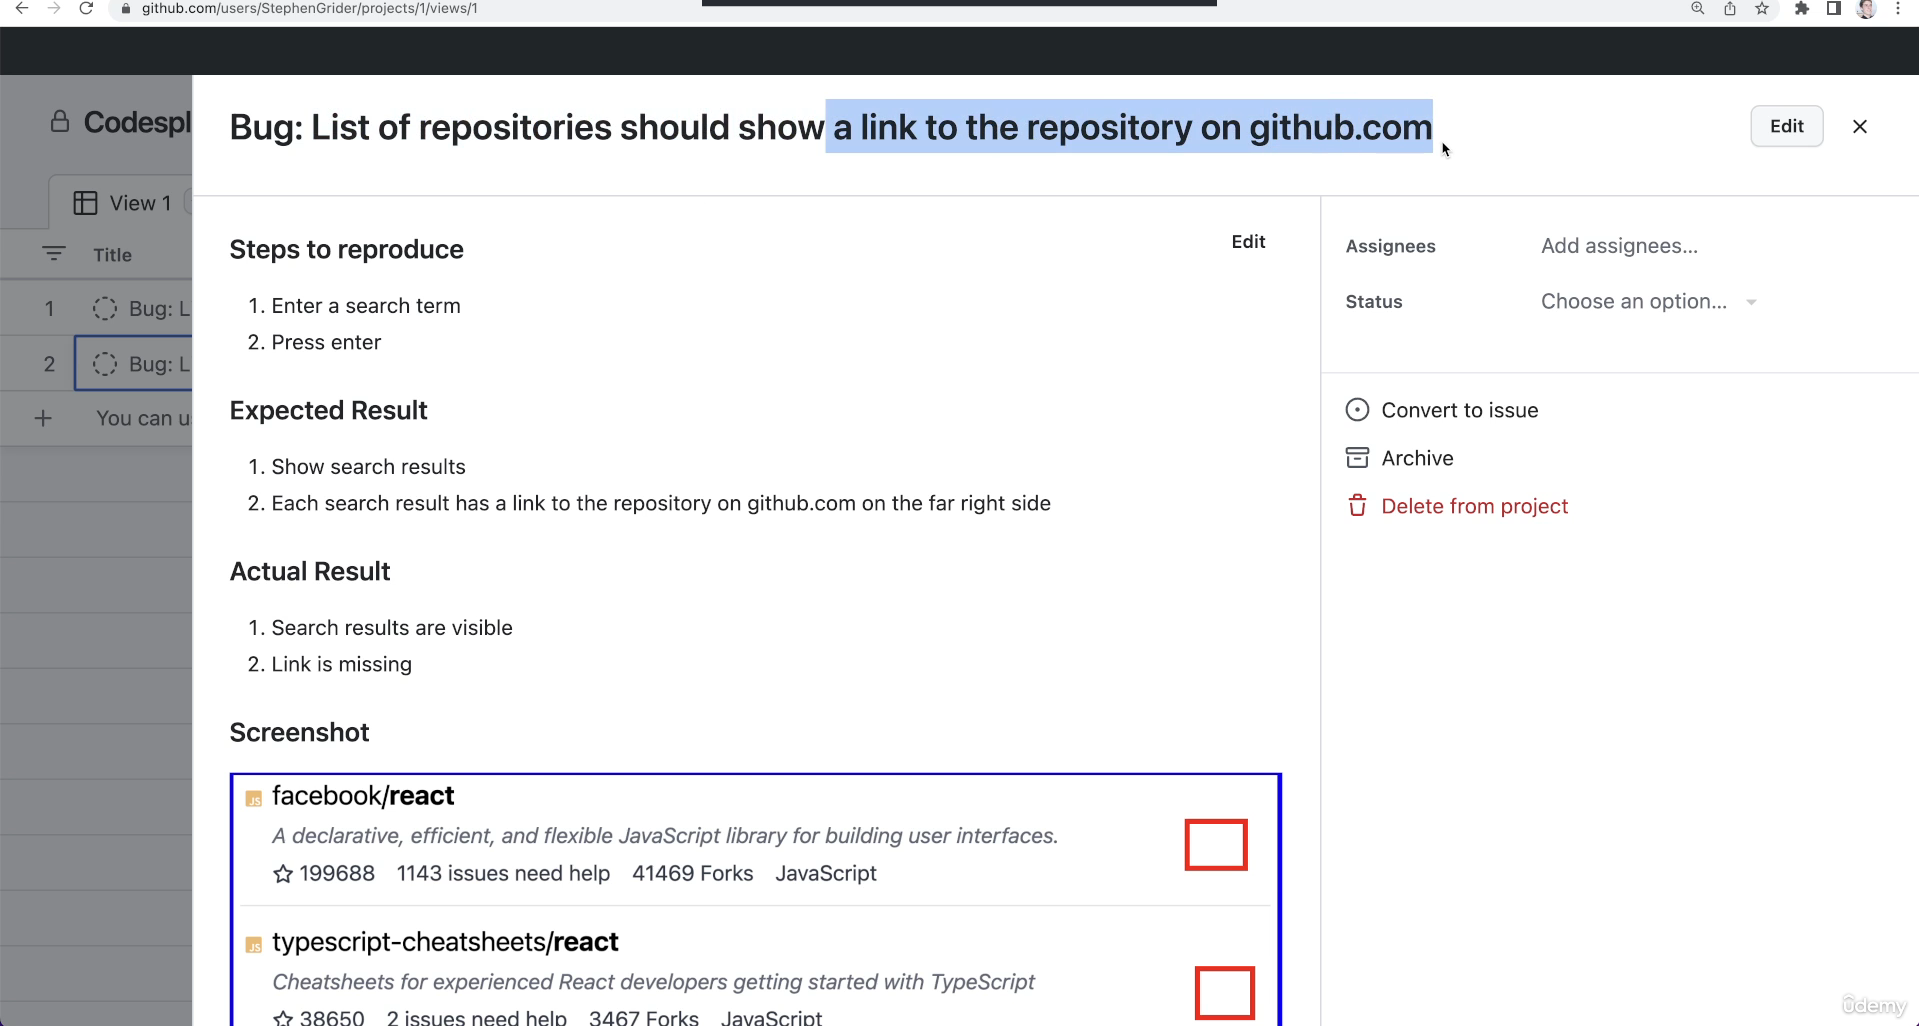 github.com/users/StephenGrider/projects/1/views/1
Codespl
Bug: List of repositories should show a link to the repository on github.com
Edit
View 1
Title
1 Bug: L
2 Bug: L
You can u
Steps to reproduce
Edit
1. Enter a search term
2. Press enter
Expected Result
1. Show search results
2. Each search result has a link to the repository on github.com on the far right side
Actual Result
1. Search results are visible
2. Link is missing
Screenshot
JS facebook/react
A declarative, efficient, and flexible JavaScript library for building user interfaces.
199688 1143 issues need help 41469 Forks JavaScript
JS typescript-cheatsheets/react
Cheatsheets for experienced React developers getting started with TypeScript
38650 2 issues need help 3467 Forks JavaScript
Assignees Add assignees...
Status Choose an option...
Convert to issue
Archive
Delete from project
ûdemy